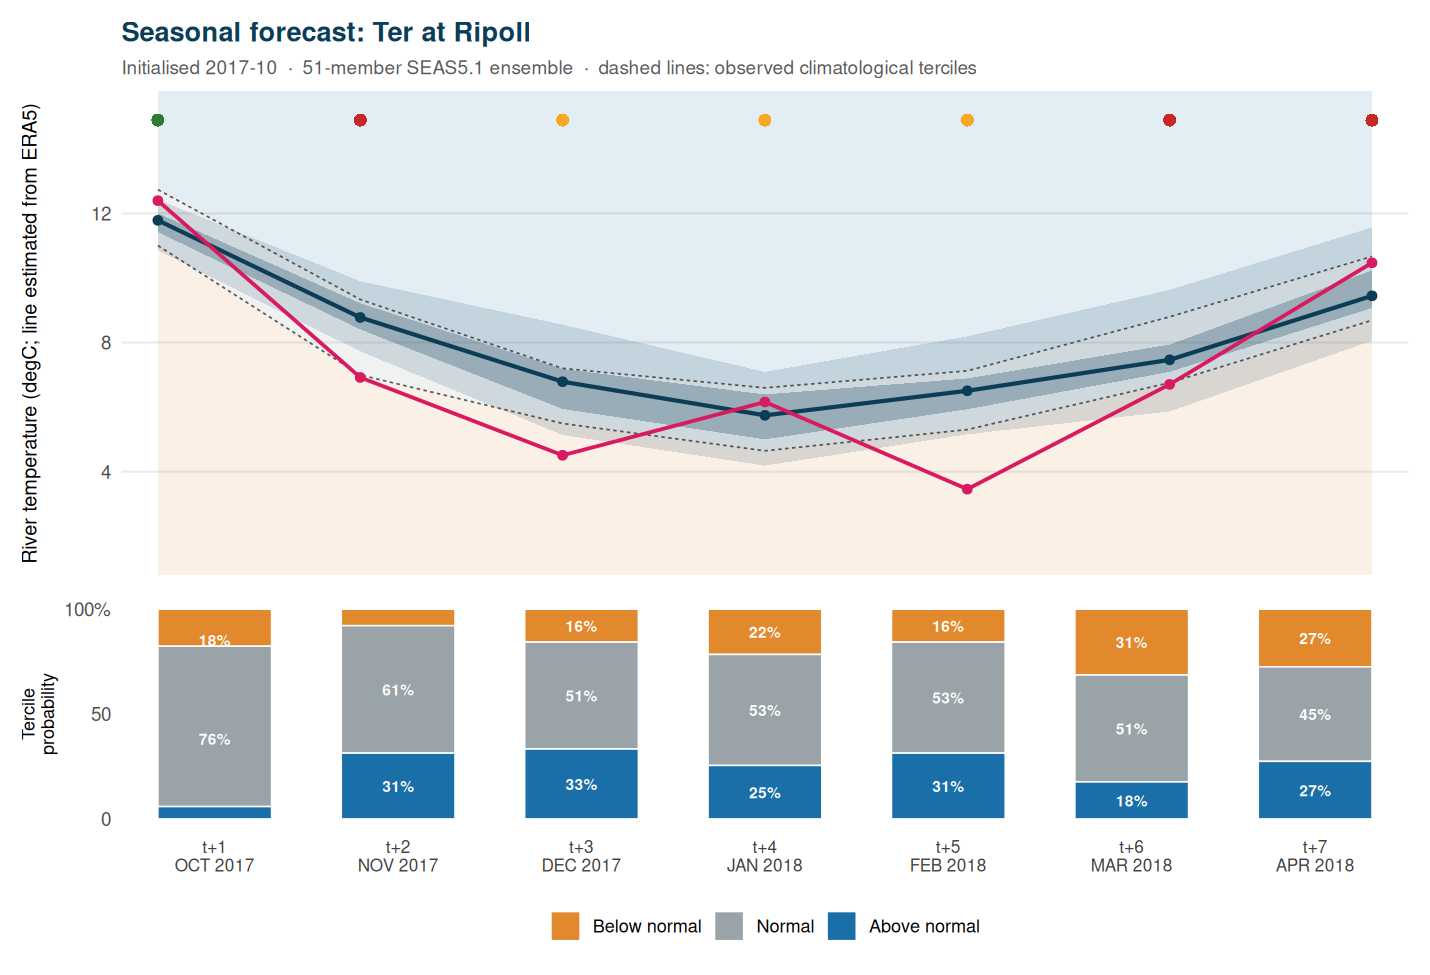 Seasonal forecast: Ter at Ripoll
Initialised 2017-10 · 51-member SEAS5.1 ensemble · dashed lines: observed climatological terciles
River temperature (degC; line estimated from ERA5)
12
8
4
Tercile
probability
100%
50
0
18%
76%
61%
31%
16%
51%
33%
22%
53%
25%
16%
53%
31%
31%
51%
18%
27%
45%
27%
t+1
OCT 2017
t+2
NOV 2017
t+3
DEC 2017
t+4
JAN 2018
t+5
FEB 2018
t+6
MAR 2018
t+7
APR 2018
Below normal
Normal
Above normal